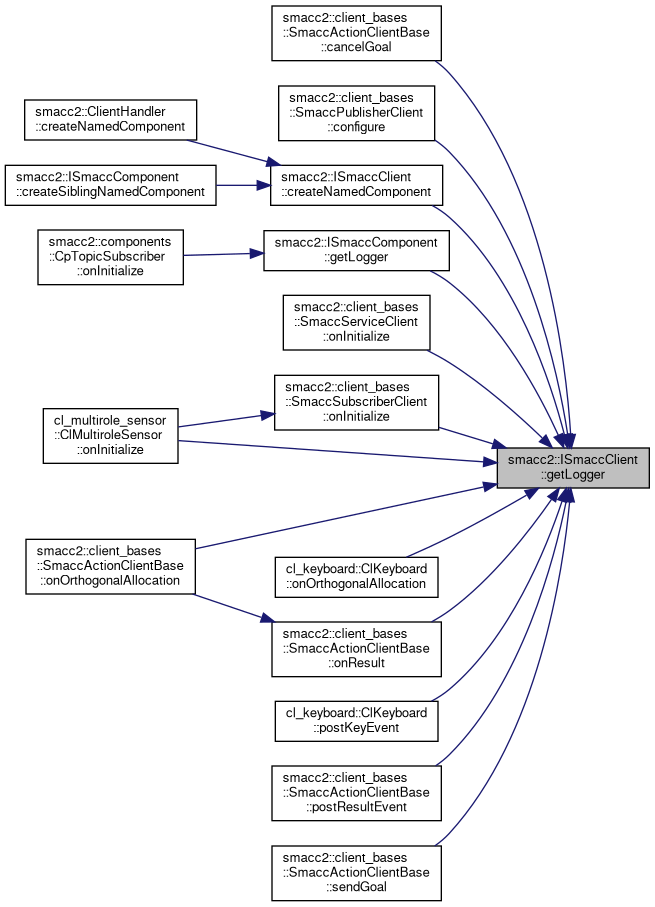 smacc2::client_bases
::SmaccActionClientBase
::cancelGoal
smacc2::client_bases
::SmaccPublisherClient
::configure
smacc2::ClientHandler
::createNamedComponent
smacc2::ISmaccComponent
::createSiblingNamedComponent
smacc2::ISmaccClient
::createNamedComponent
smacc2::components
::CpTopicSubscriber
::onInitialize
smacc2::ISmaccComponent
::getLogger
smacc2::client_bases
::SmaccServiceClient
::onInitialize
smacc2::client_bases
::SmaccSubscriberClient
::onInitialize
cl_multirole_sensor
::ClMultiroleSensor
::onInitialize
smacc2::ISmaccClient
::getLogger
smacc2::client_bases
::SmaccActionClientBase
::onOrthogonalAllocation
cl_keyboard::ClKeyboard
::onOrthogonalAllocation
smacc2::client_bases
::SmaccActionClientBase
::onResult
cl_keyboard::ClKeyboard
::postKeyEvent
smacc2::client_bases
::SmaccActionClientBase
::postResultEvent
smacc2::client_bases
::SmaccActionClientBase
::sendGoal